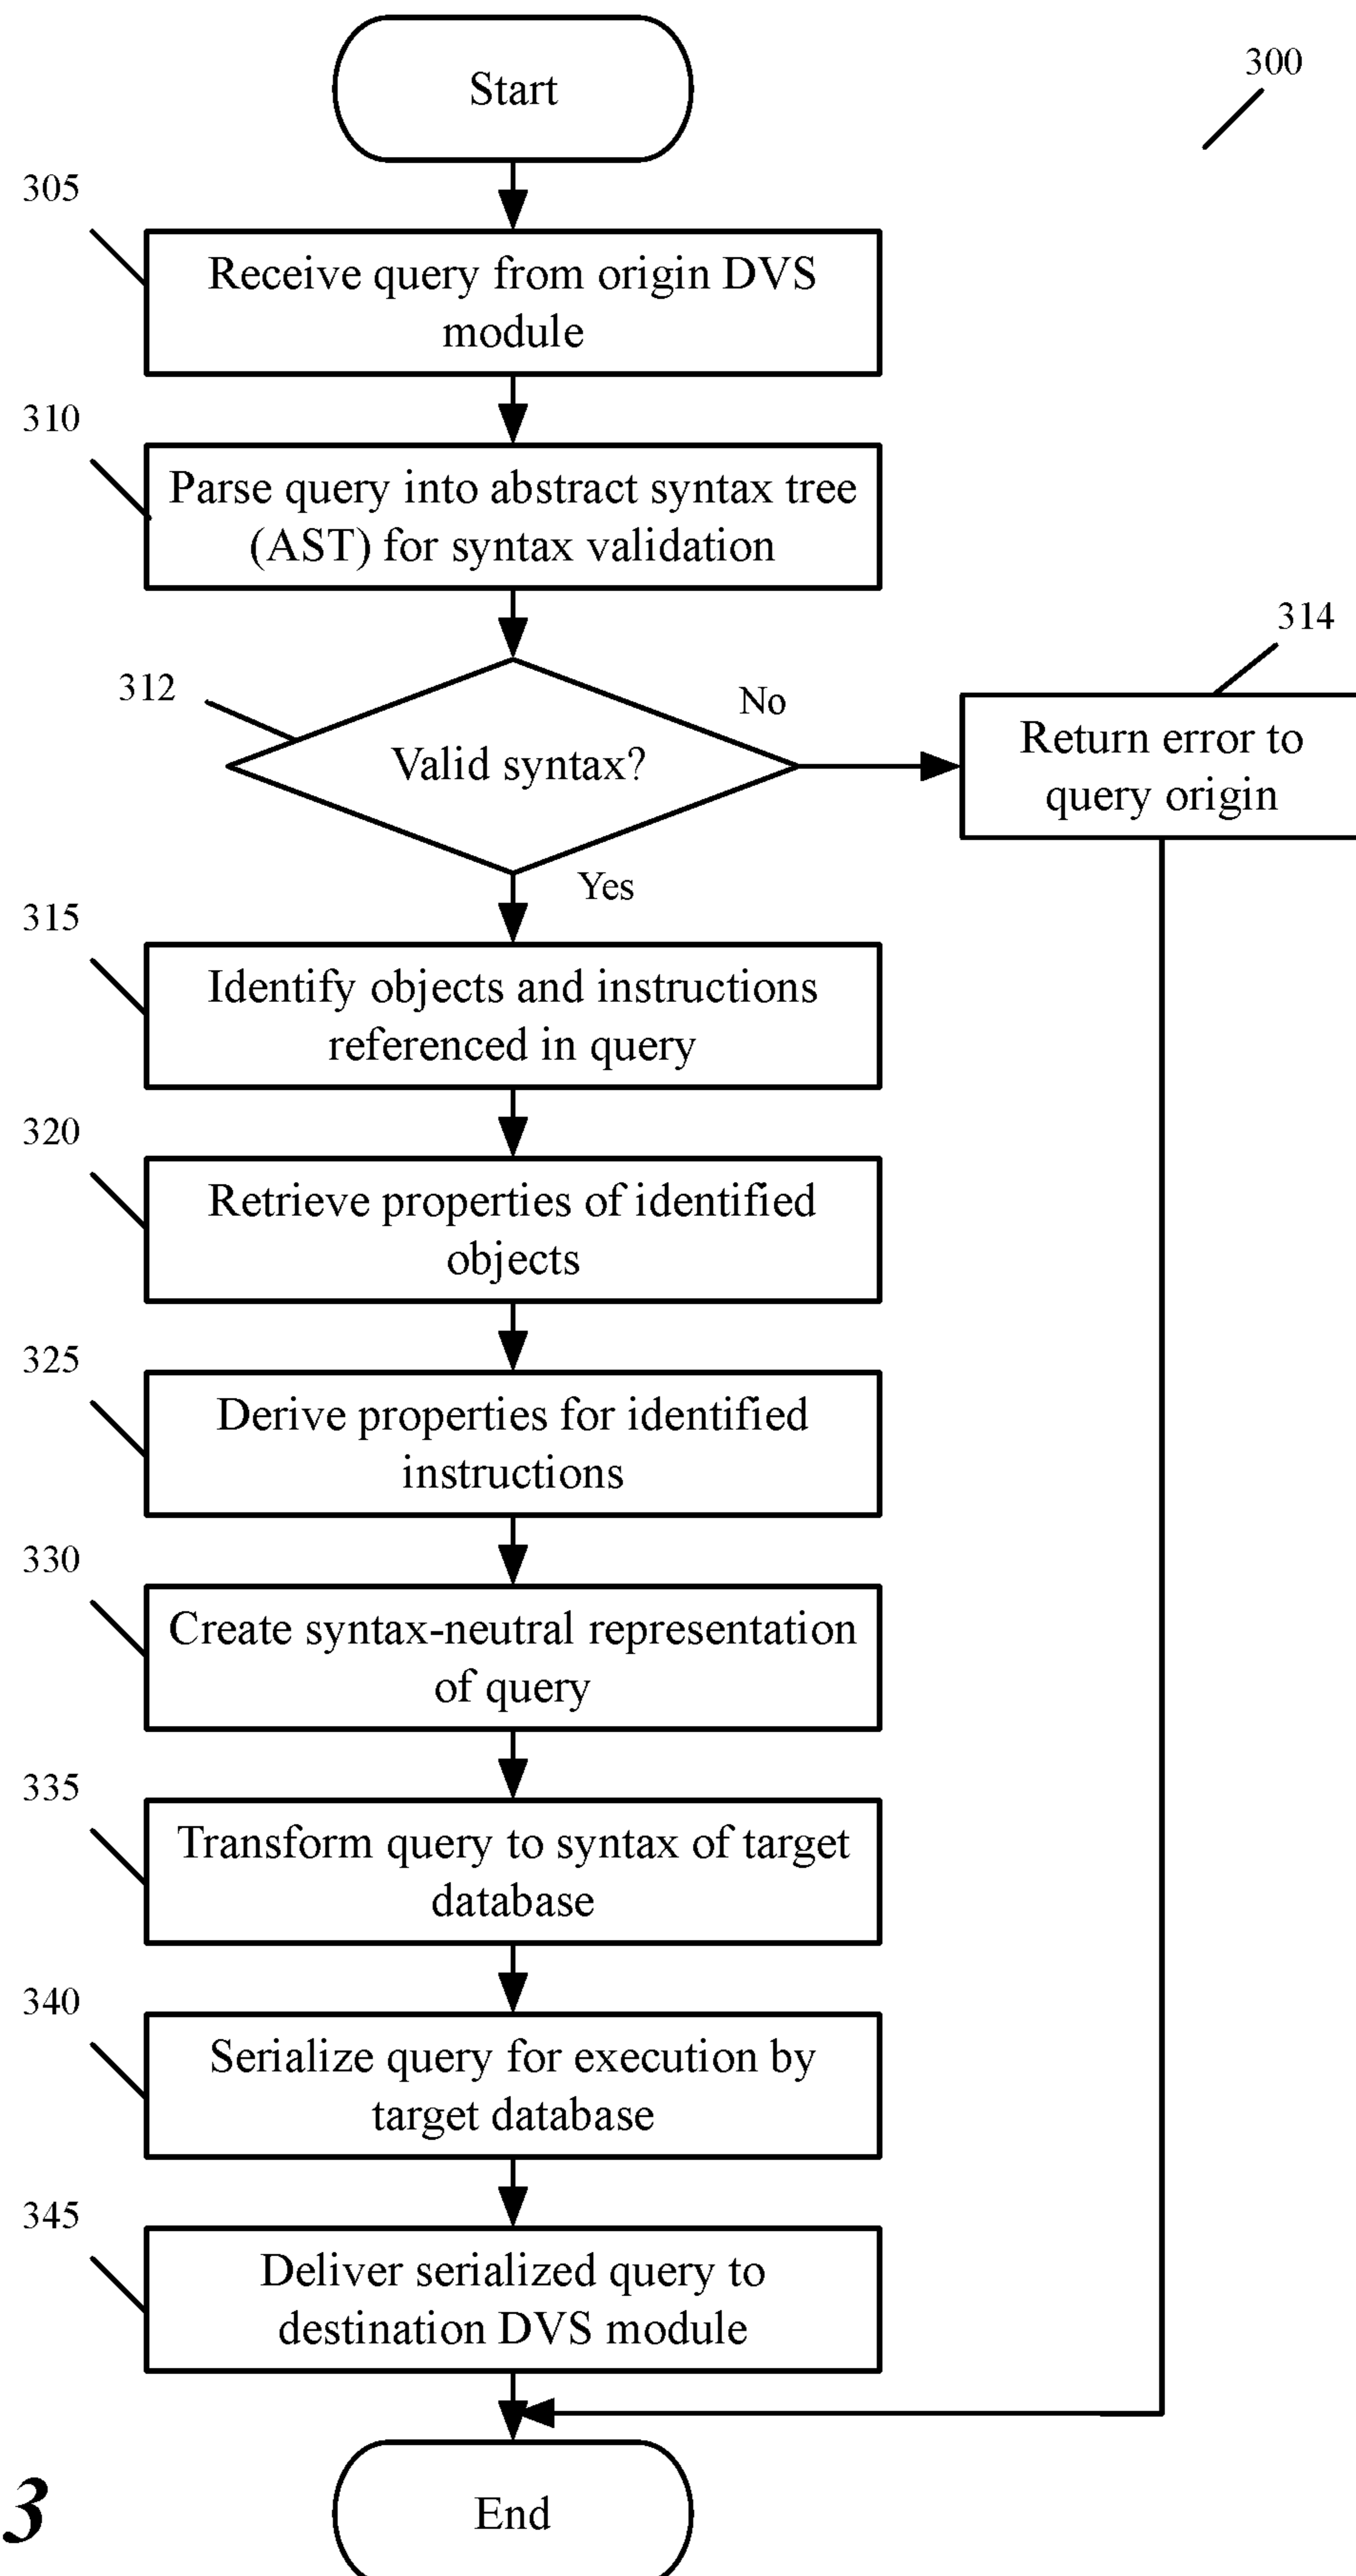 Start
300
305
Receive query from origin DVS
module
310
Parse query into abstract syntax tree
(AST) for syntax validation
314
312
No
Valid syntax?
Return error to
query origin
Yes
315
Identify objects and instructions
referenced in query
320
Retrieve properties of identified
objects
325
Derive properties for identified
instructions
330
Create syntax-neutral representation
of query
335
Transform query to syntax of target
database
340
Serialize query for execution by
target database
345
Deliver serialized query to
destination DVS module
3
End